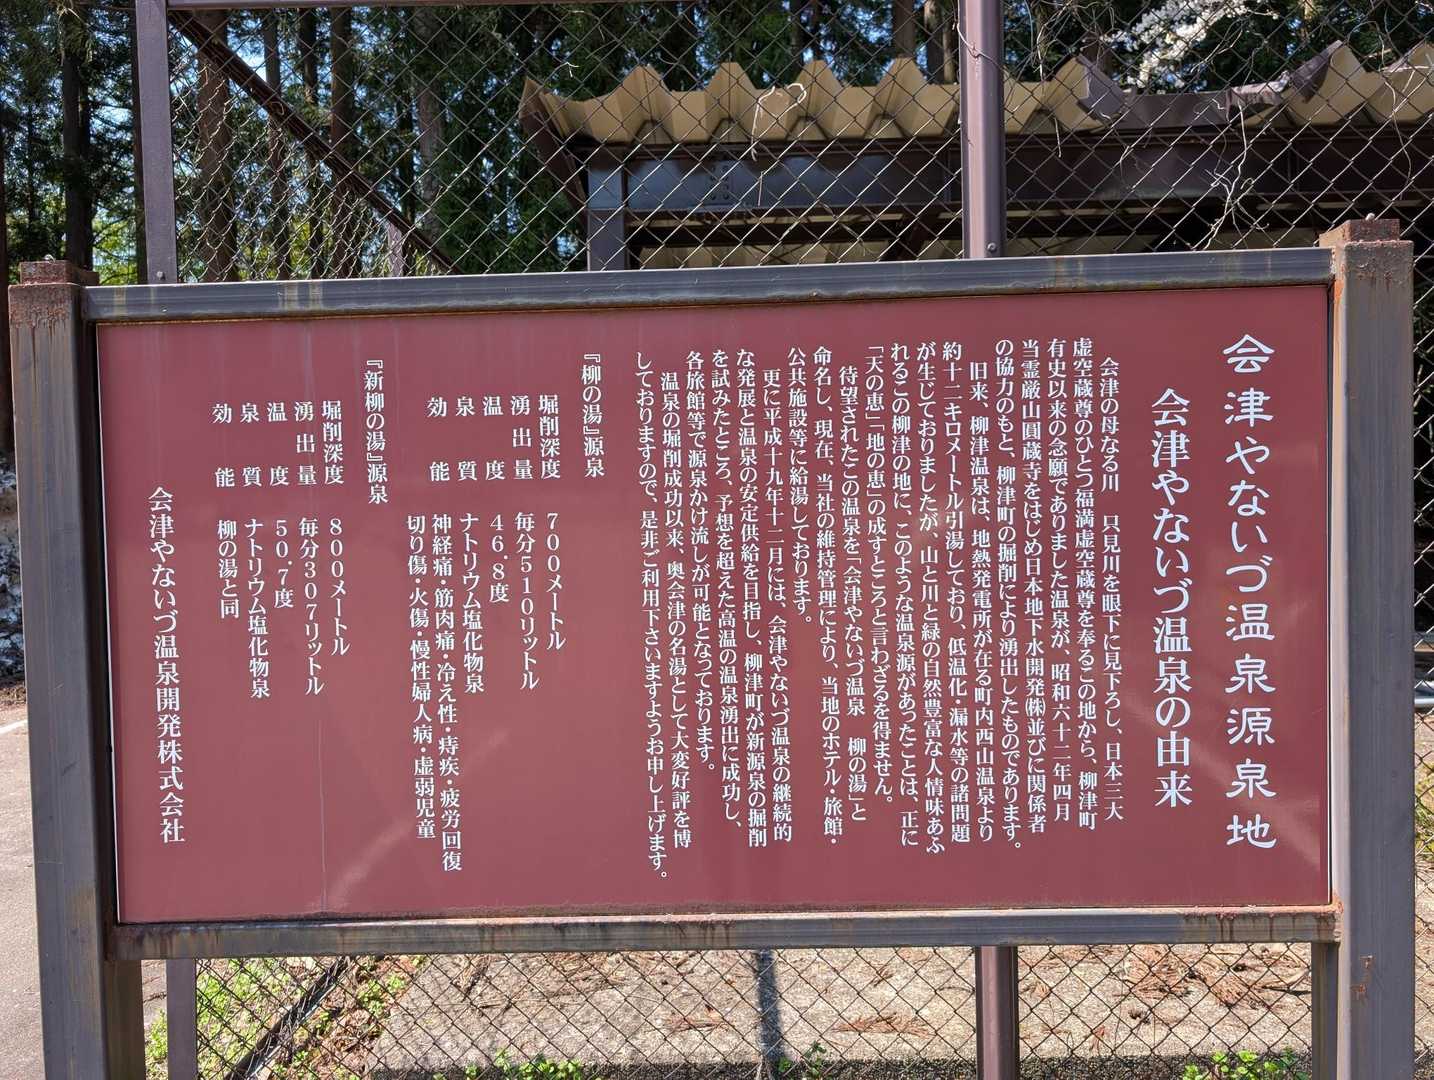 会津やないづ温泉源泉地
会津やないづ温泉の由来
会津の母なる川　只見川を眼下に見下ろし、日本三大
虚空蔵尊のひとつ福満虚空蔵尊を奉るこの地から、柳津町
有史以来の念願でありました温泉が、昭和六十二年四月
当霊厳山圓蔵寺をはじめ日本地下水開発㈱並びに関係者
の協力のもと、柳津町の掘削により湧出したものであります。
旧来、柳津温泉は、地熱発電所が在る町内西山温泉より
約十二キロメートル引湯しており、低温化・漏水等の諸問題
が生じておりましたが、山と川と緑の自然豊富な人情味あふ
れるこの柳津の地に、このような温泉源があったことは、正に
「天の恵」「地の恵」の成すところと言わざるを得ません。
待望されたこの温泉を「会津やないづ温泉　柳の湯」と
命名し、現在、当社の維持管理により、当地のホテル・旅館・
公共施設等に給湯しております。
更に平成十九年十二月には、会津やないづ温泉の継続的
な発展と温泉の安定供給を目指し、柳津町が新源泉の掘削
を試みたところ、予想を超えた高温の温泉湧出に成功し、
各旅館等で源泉かけ流しが可能となっております。
温泉の掘削成功以来、奥会津の名湯として大変好評を博
しておりますので、是非ご利用下さいますようお申し上げます。
『柳の湯』源泉
堀削深度　700メートル
湧出量　毎分510リットル
温度　46.8度
泉質　ナトリウム塩化物泉
効能　神経痛・筋肉痛・冷え性・痔疾・疲労回復
切り傷・火傷・慢性婦人病・虚弱児童
『新柳の湯』源泉
堀削深度　800メートル
湧出量　毎分307リットル
温度　50.7度
泉質　ナトリウム塩化物泉
効能　柳の湯と同
会津やないづ温泉開発株式会社